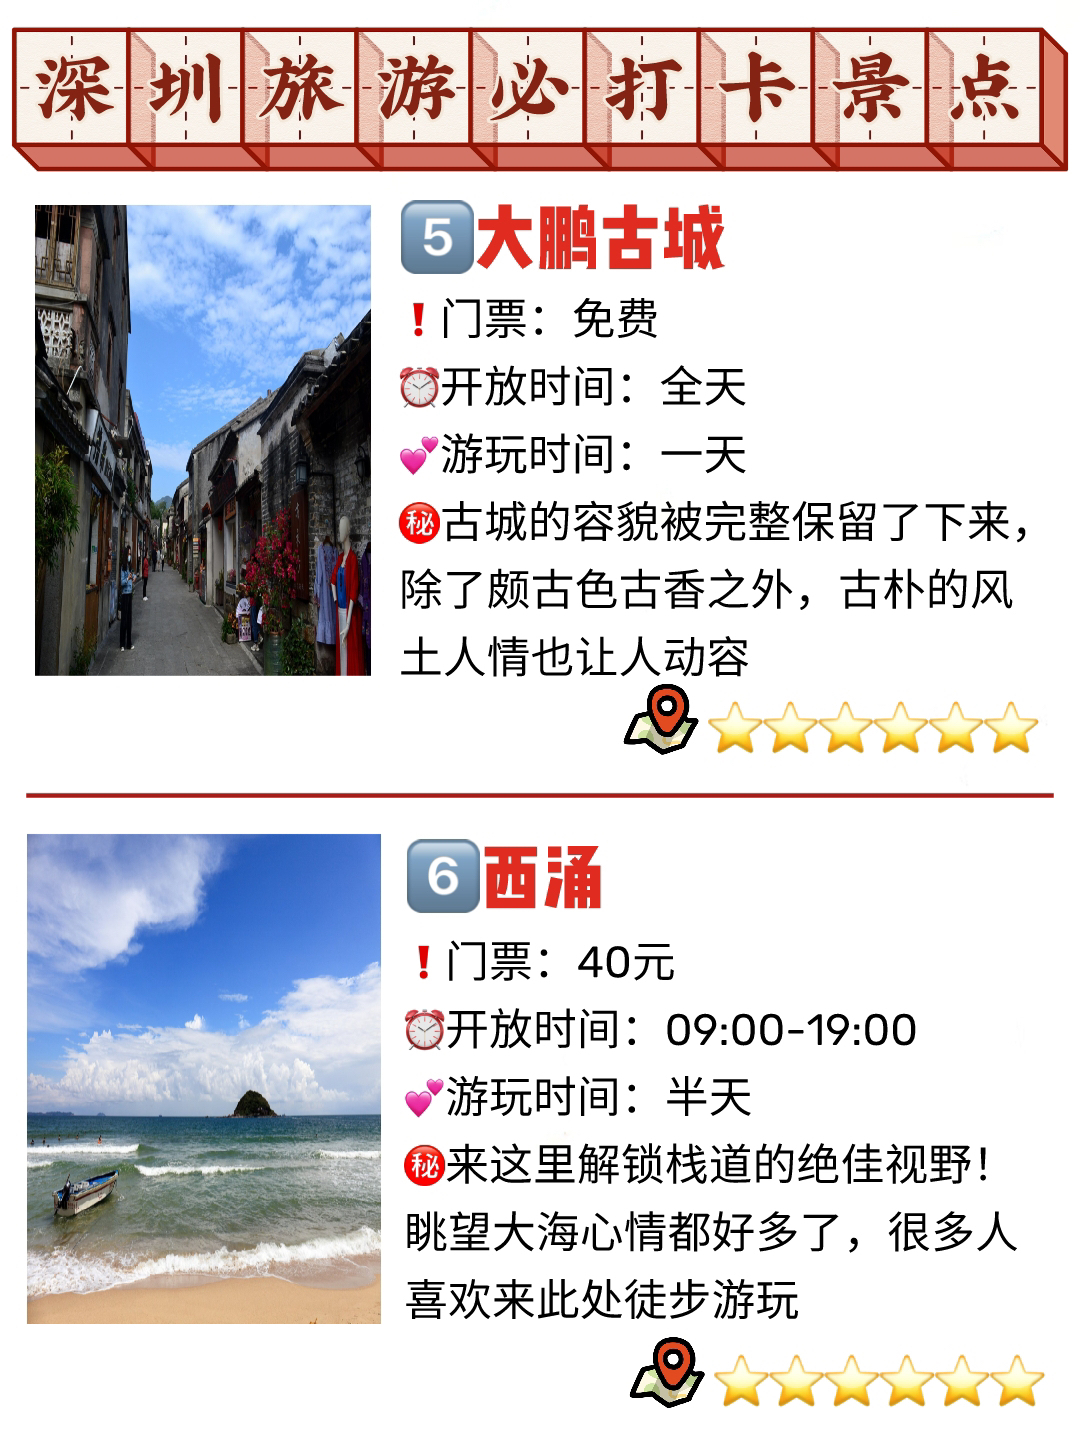 深圳旅游必打卡景点
5大鹏古城
❗门票：免费
⏰开放时间：全天
💕游玩时间：一天
㊙古城的容貌被完整保留了下来，
除了颇古色古香之外，古朴的风
土人情也让人动容
6西涌
❗门票：40元
⏰开放时间：09:00-19:00
💕游玩时间：半天
㊙来这里解锁栈道的绝佳视野！
眺望大海心情都好多了，很多人
喜欢来此处徒步游玩